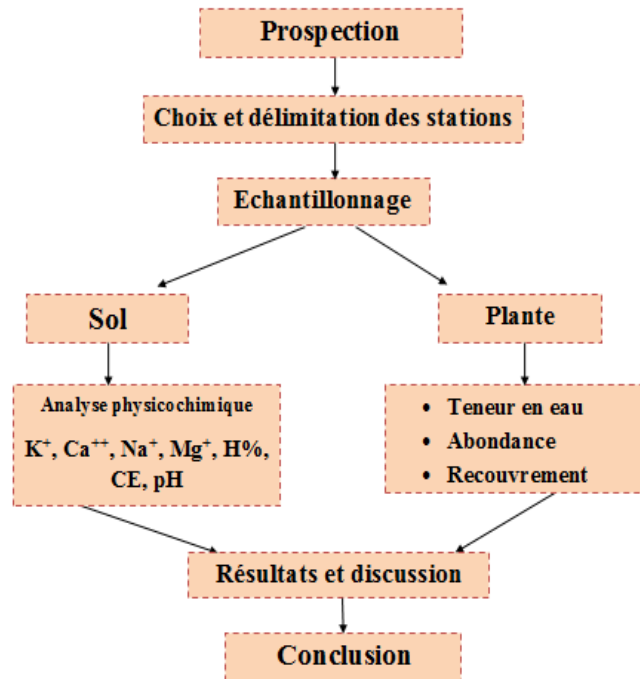 Prospection
Choix et délimitation des stations
Echantillonnage
Sol
Plante
Analyse physicochimique
K⁺, Ca⁺⁺, Na⁺, Mg⁺, H%,
CE, pH
• Teneur en eau
• Abondance
• Recouvrement
Résultats et discussion
Conclusion